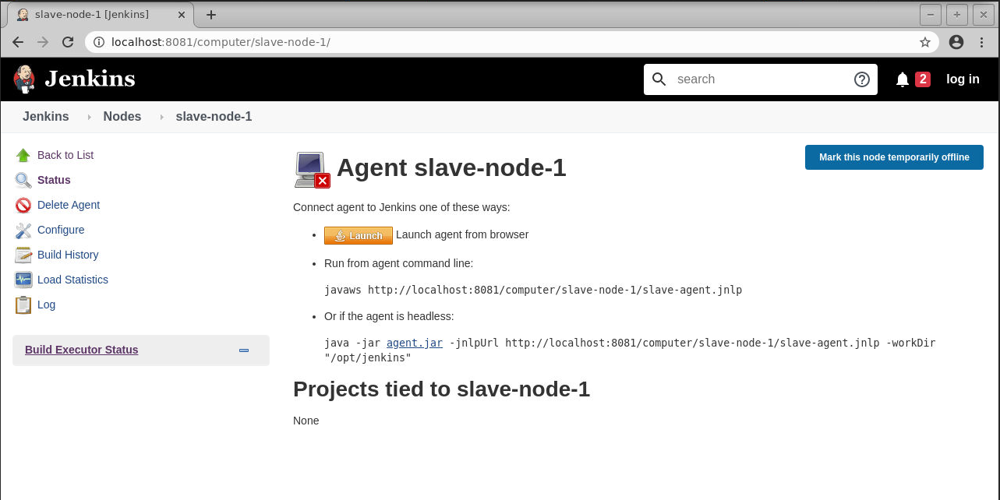 slave-node-1 [Jenkins]
localhost:8081/computer/slave-node-1/
Jenkins
search
2
log in
Jenkins
Nodes
slave-node-1
Back to List
Status
Delete Agent
Configure
Build History
Load Statistics
Log
Build Executor Status
Agent slave-node-1
Mark this node temporarily offline
Connect agent to Jenkins one of these ways:
Launch Launch agent from browser
Run from agent command line:
javaws http://localhost:8081/computer/slave-node-1/slave-agent.jnlp
Or if the agent is headless:
java -jar agent.jar -jnlpUrl http://localhost:8081/computer/slave-node-1/slave-agent.jnlp -workDir
"/opt/jenkins"
Projects tied to slave-node-1
None